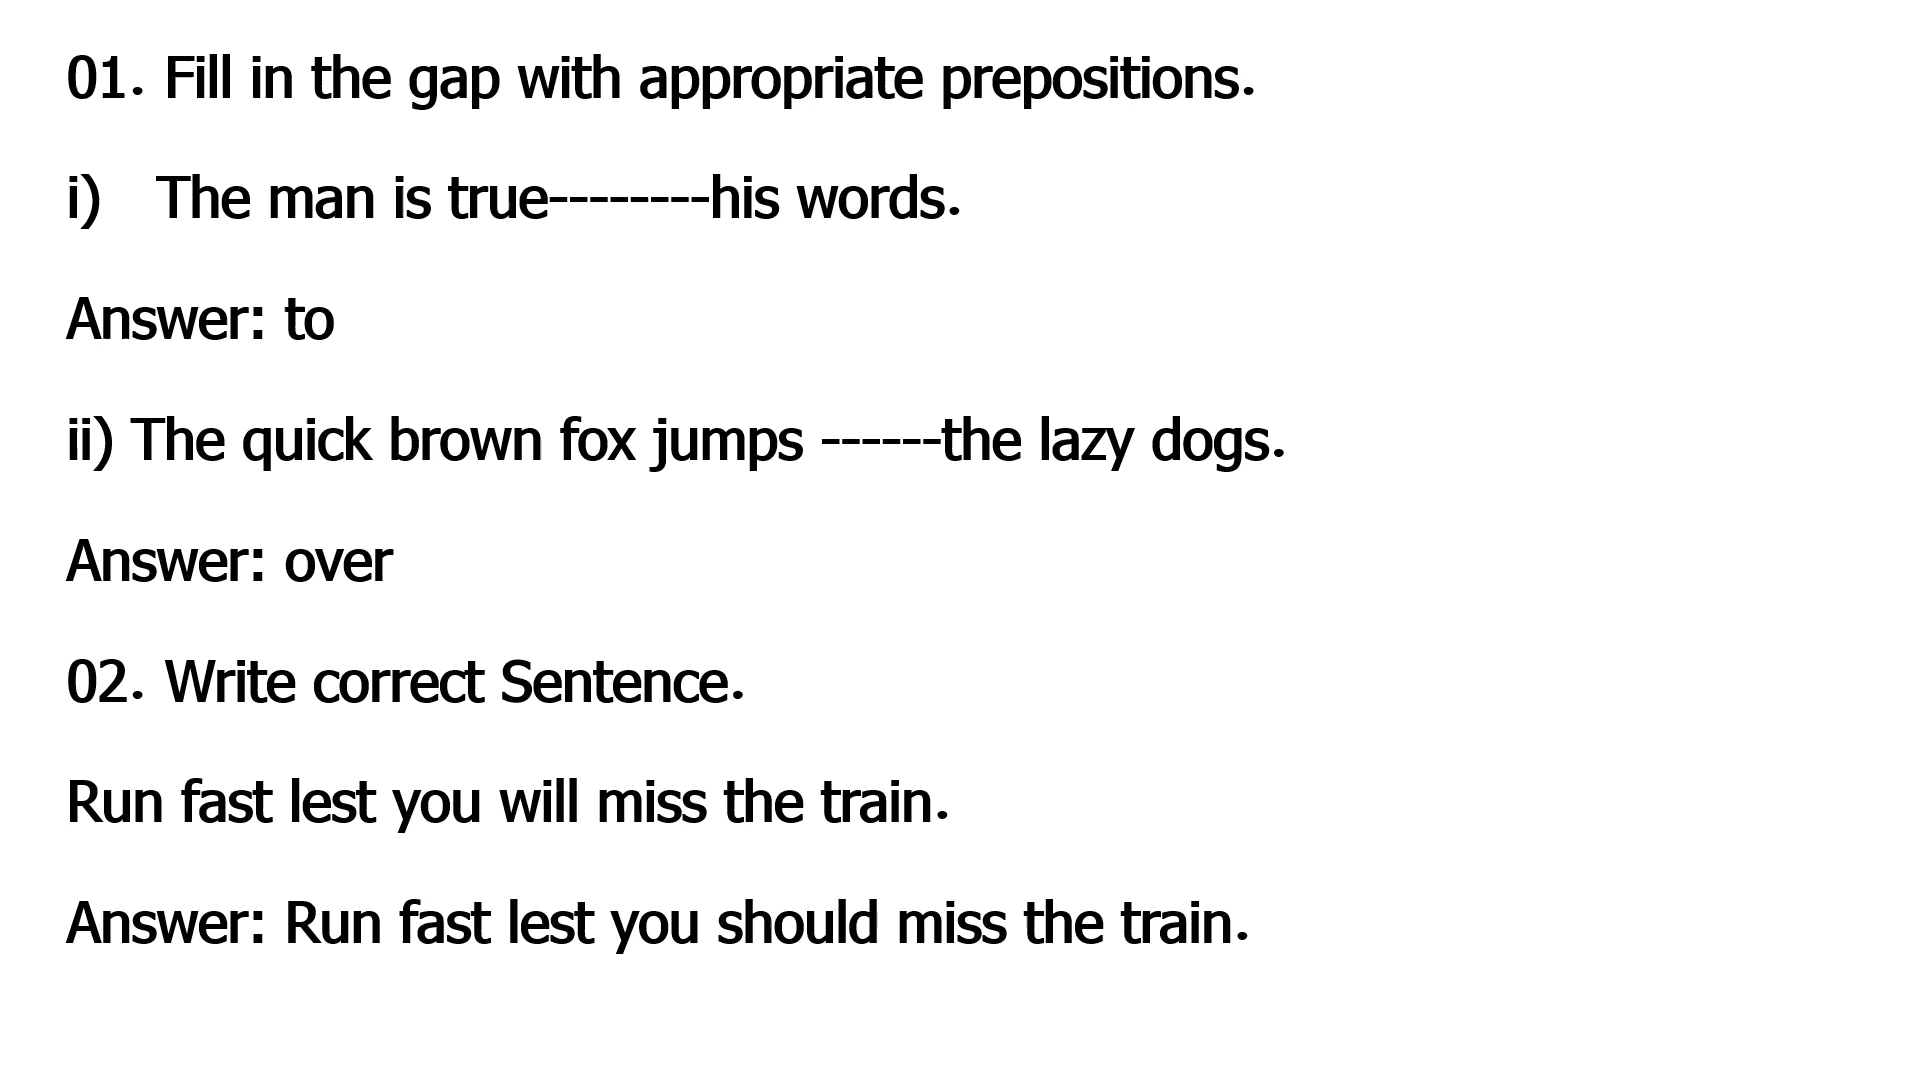 01. Fill in the gap with appropriate prepositions.
i) The man is true--------his words.
Answer: to
ii) The quick brown fox jumps ------the lazy dogs.
Answer: over
02. Write correct Sentence.
Run fast lest you will miss the train.
Answer: Run fast lest you should miss the train.